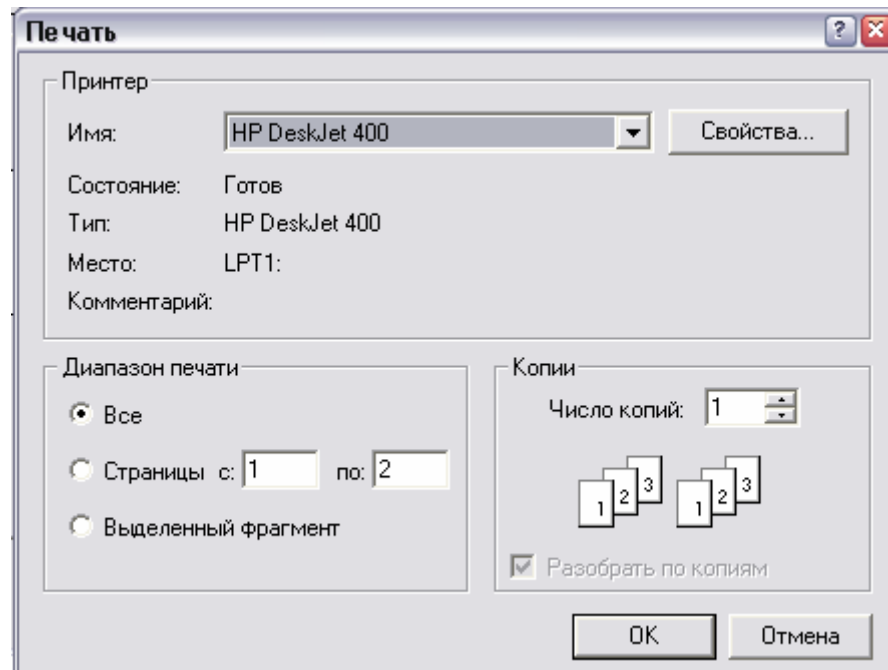 Печать
Принтер
Имя: HP DeskJet 400 Свойства...
Состояние: Готов
Тип: HP DeskJet 400
Место: LPT1:
Комментарий:
Диапазон печати
Все
Страницы с: 1 по: 2
Выделенный фрагмент
Копии
Число копий: 1
1 2 3 1 2 3
Разобрать по копиям
OK Отмена